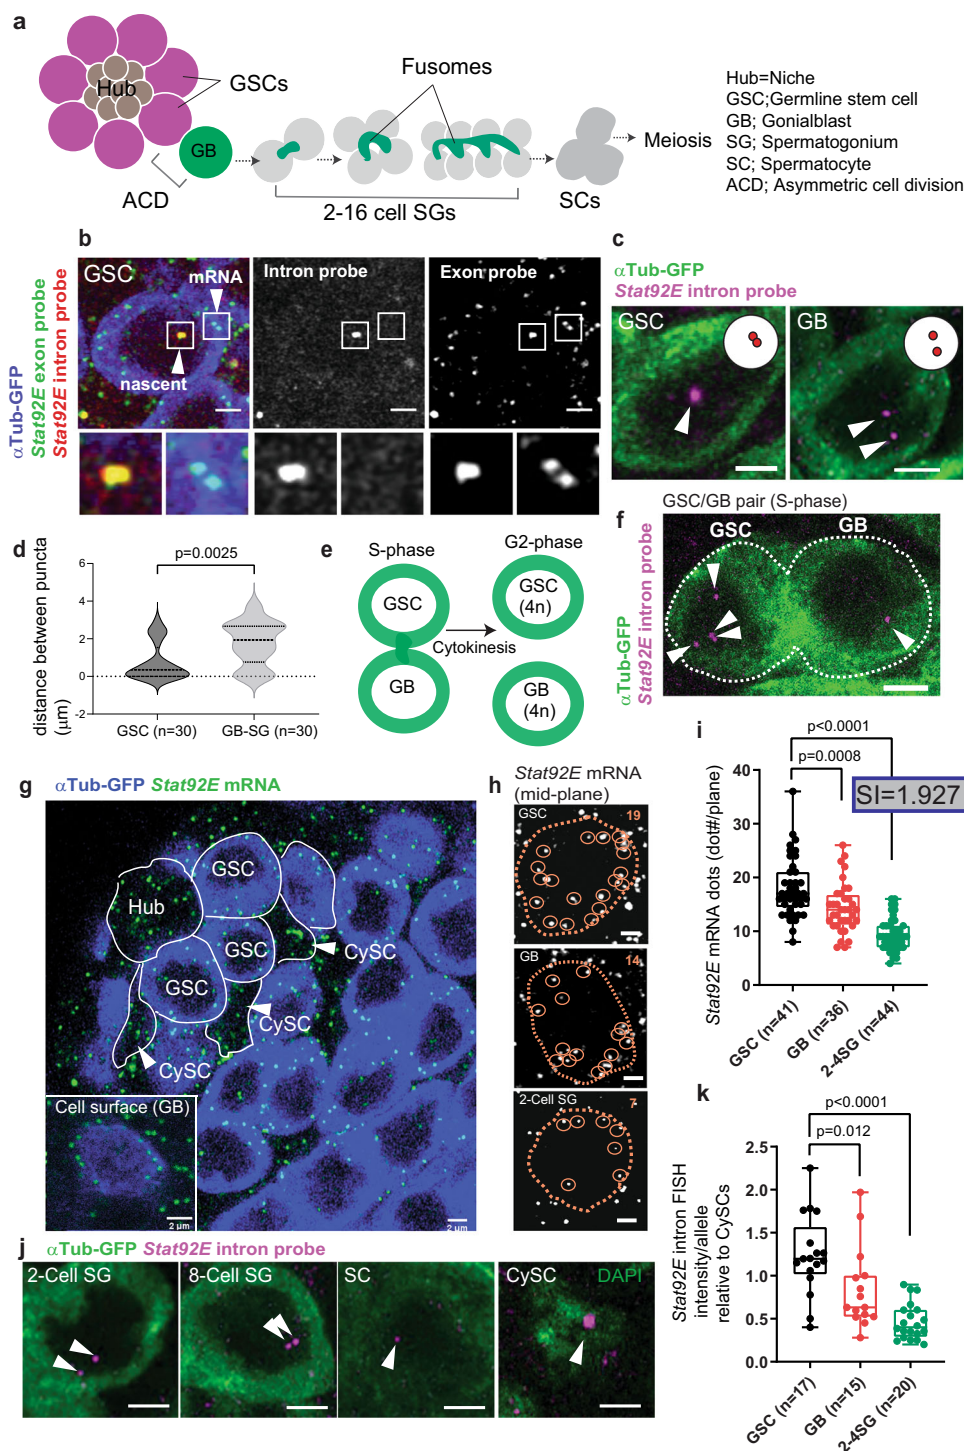 a
Hub
GSCs
GB
ACD
Fusomes
2-16 cell SGs
SCs
Meiosis
Hub=Niche
GSC;Germline stem cell
GB; Gonialblast
SG; Spermatogonium
SC; Spermatocyte
ACD; Asymmetric cell division
b
αTub-GFP
Stat92E exon probe
Stat92E intron probe
GSC
mRNA
nascent
Intron probe
Exon probe
c
αTub-GFP
Stat92E intron probe
GSC
GB
d
p=0.0025
distance between puncta
(μm)
6
4
2
0
-2
GSC (n=30)
GB-SG (n=30)
e
S-phase
G2-phase
GSC
GB
Cytokinesis
GSC
(4n)
GB
(4n)
f
GSC/GB pair (S-phase)
αTub-GFP
Stat92E intron probe
GSC
GB
g
αTub-GFP Stat92E mRNA
Hub
GSC
GSC
GSC
CySC
CySC
CySC
Cell surface (GB)
2 μm
2 μm
h
Stat92E mRNA
(mid-plane)
GSC
19
GB
14
2-Cell SG
7
i
p<0.0001
p=0.0008
SI=1.927
Stat92E mRNA dots (dot#/plane)
40
30
20
10
0
GSC (n=41)
GB (n=36)
2-4SG (n=44)
j
αTub-GFP Stat92E intron probe
2-Cell SG
8-Cell SG
SC
CySC
DAPI
k
p<0.0001
p=0.012
Stat92E intron FISH
intensity/allele
relative to CySCs
2.5
2.0
1.5
1.0
0.5
0.0
GSC (n=17)
GB (n=15)
2-4SG (n=20)